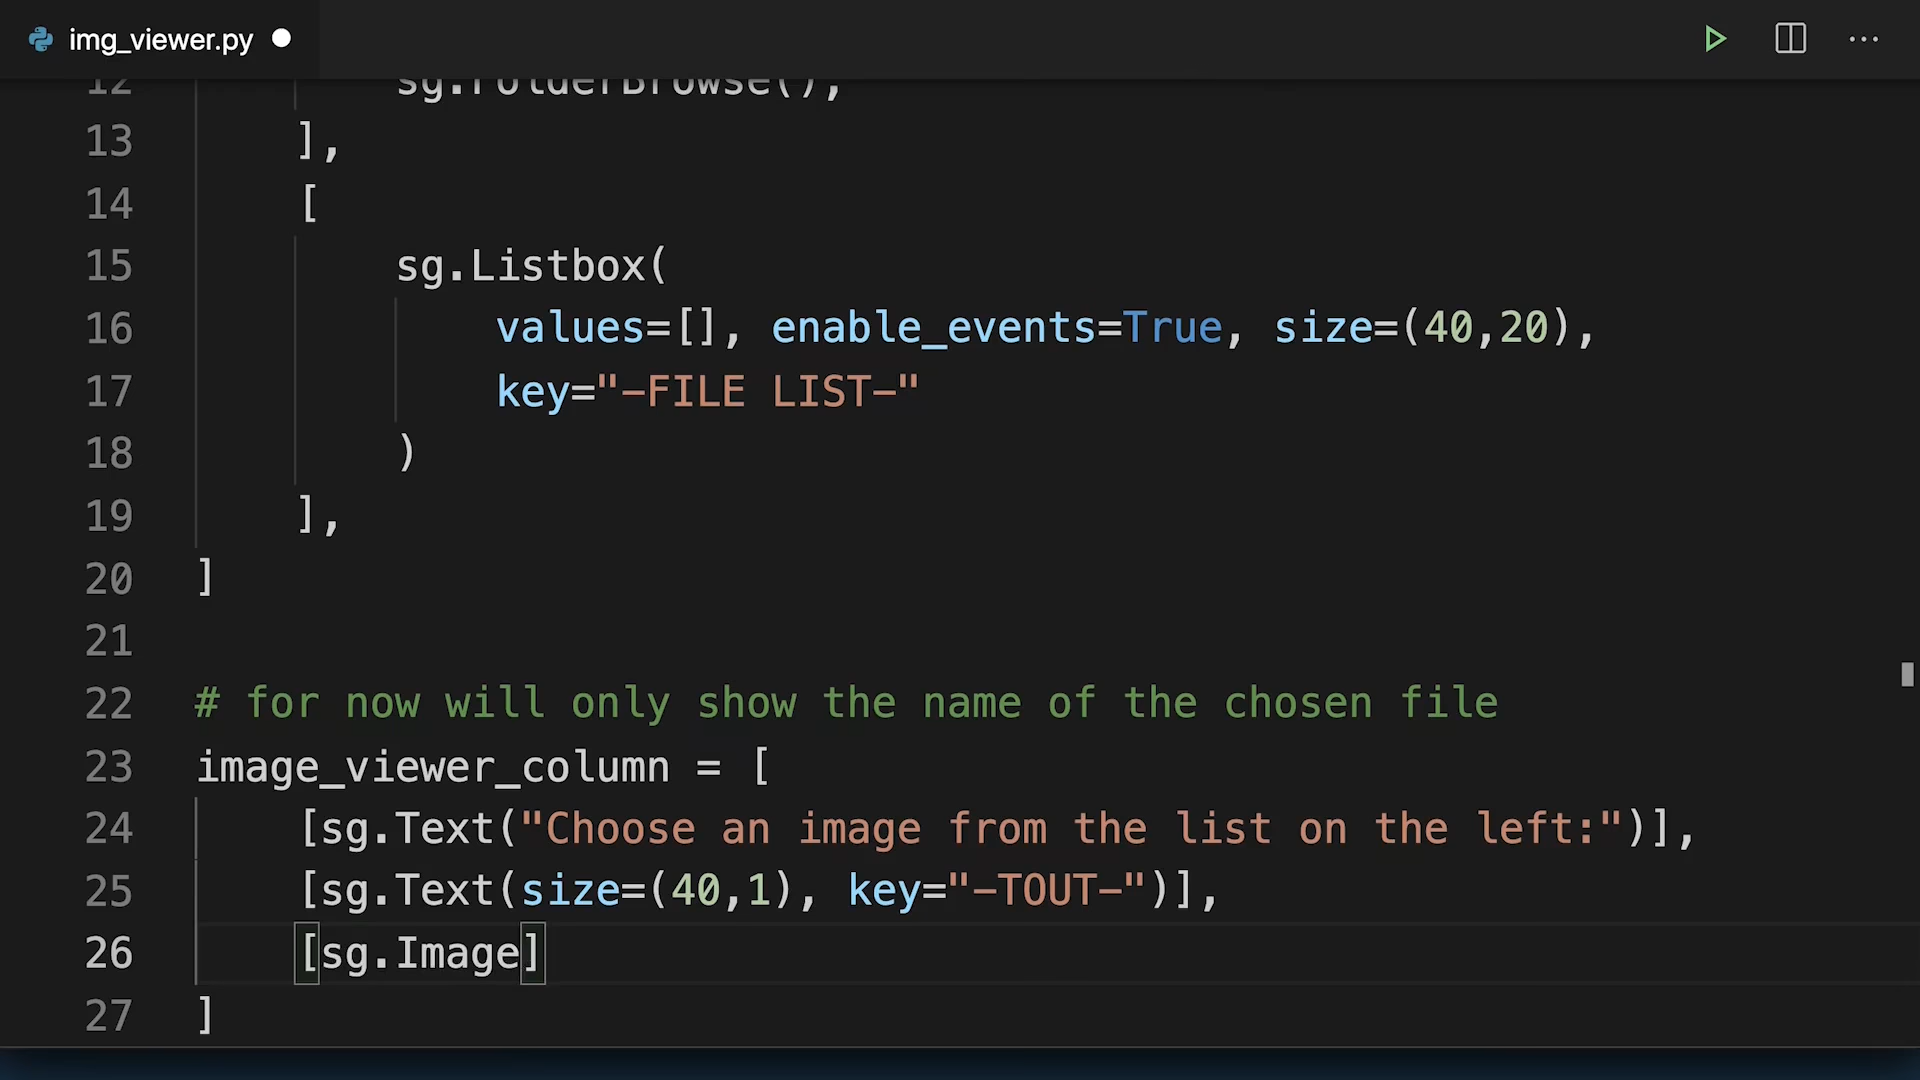 img_viewer.py
12 sg.FolderBrowse(),
13 ],
14 [
15 sg.Listbox(
16 values=[], enable_events=True, size=(40,20),
17 key="-FILE LIST-"
18 )
19 ],
20 ]
21
22 # for now will only show the name of the chosen file
23 image_viewer_column = [
24 [sg.Text("Choose an image from the list on the left:")],
25 [sg.Text(size=(40,1), key="-TOUT-")],
26 [sg.Image]
27 ]